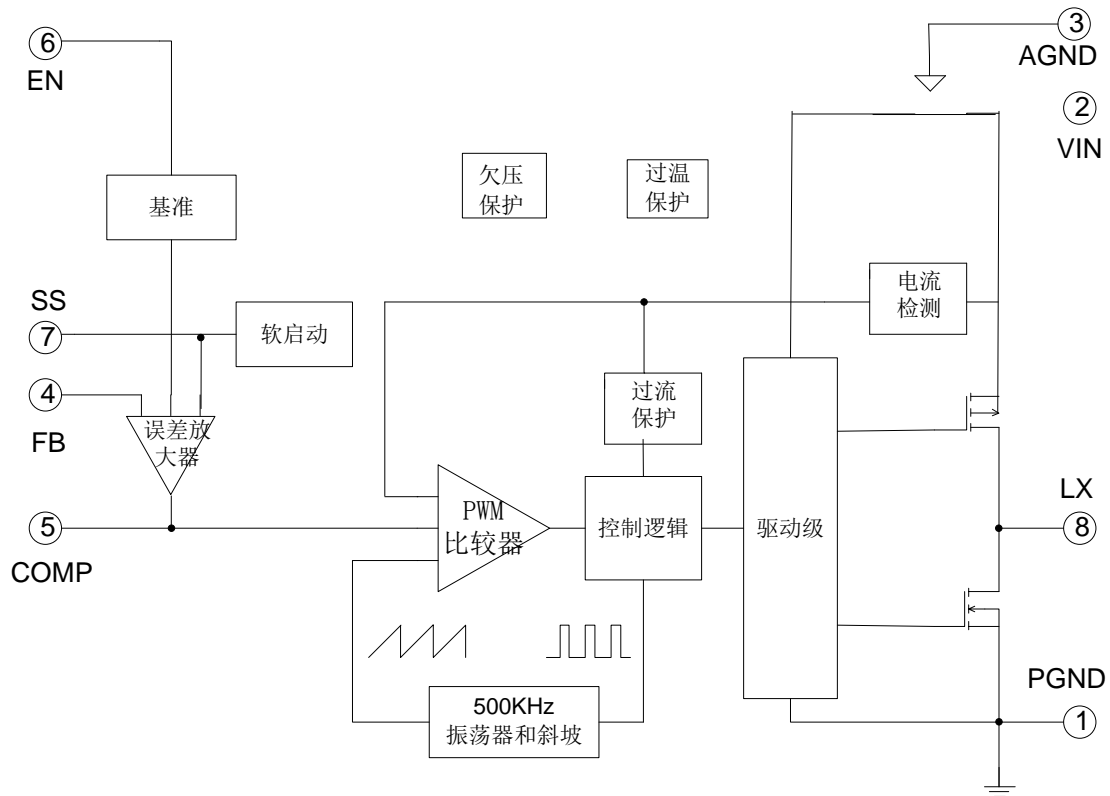 6
EN
3
AGND
2
VIN
欠压
保护
过温
保护
基准
SS
7
软启动
电流
检测
4
FB
误差放
大器
过流
保护
5
COMP
PWM
比较器
控制逻辑
驱动级
LX
8
500KHz
振荡器和斜坡
PGND
1